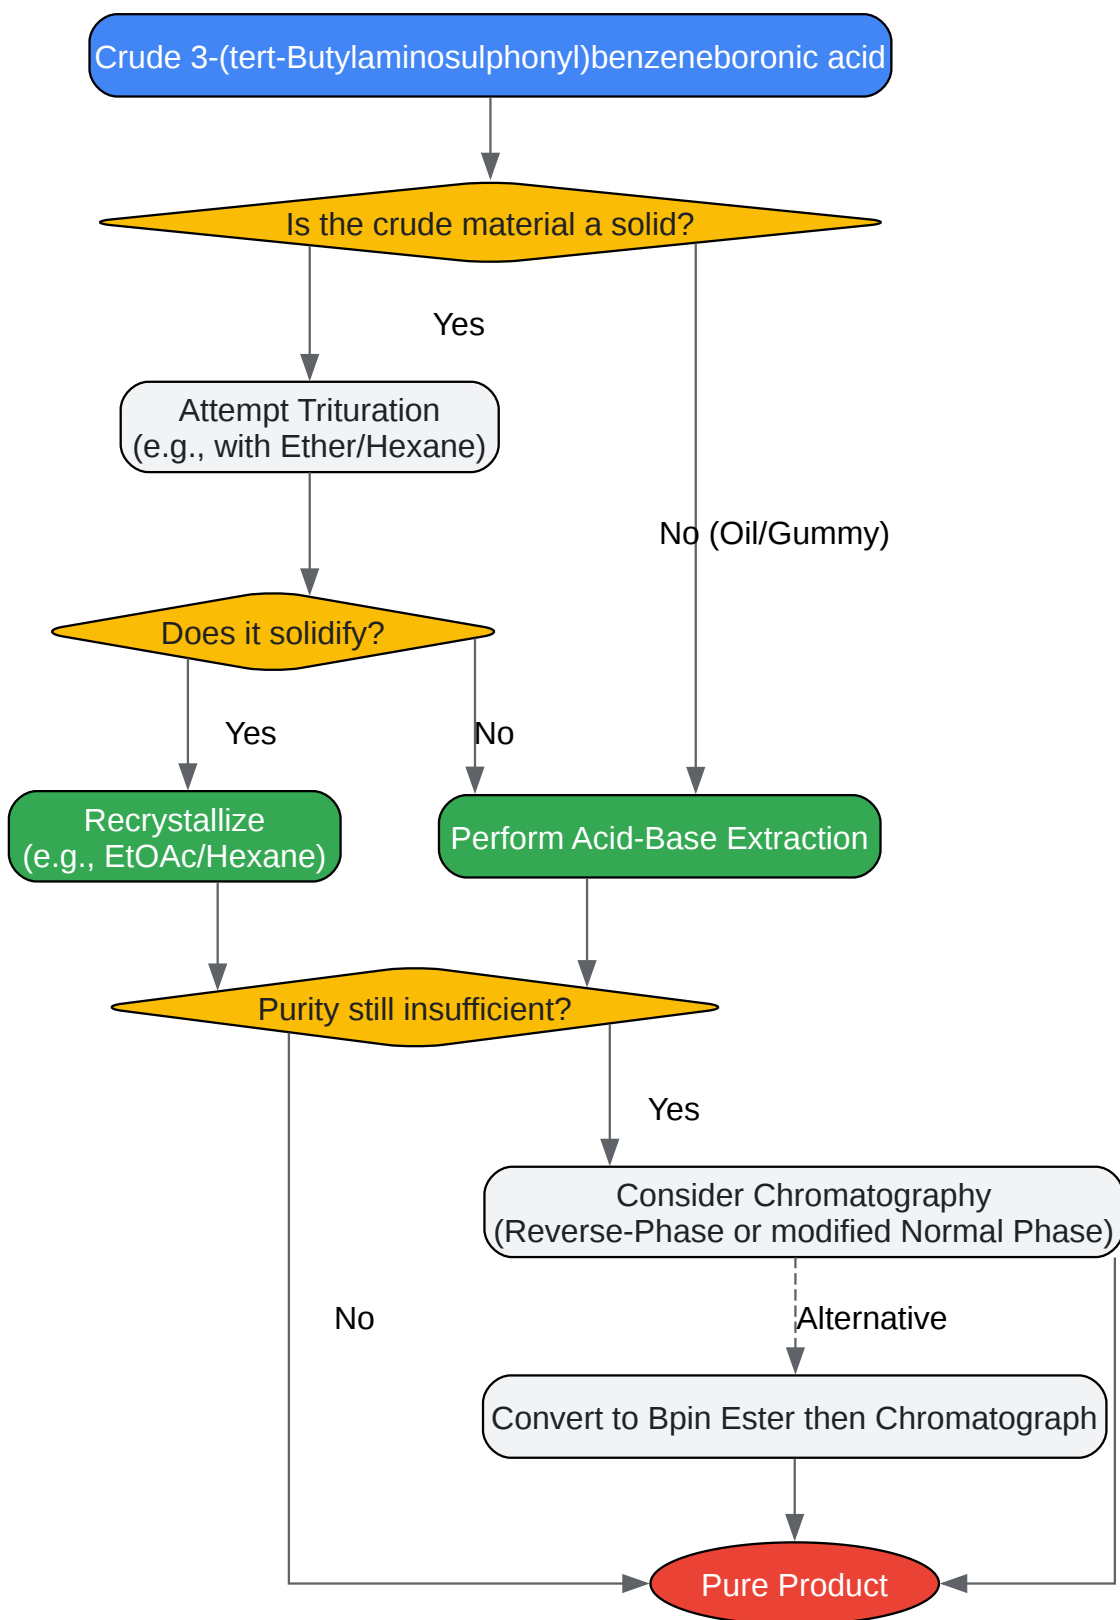 Crude 3-(tert-Butylaminosulphonyl)benzeneboronic acid
Is the crude material a solid?
Yes
Attempt Trituration
(e.g., with Ether/Hexane)
No (Oil/Gummy)
Does it solidify?
Yes
No
Recrystallize
(e.g., EtOAc/Hexane)
Perform Acid-Base Extraction
Purity still insufficient?
Yes
Consider Chromatography
(Reverse-Phase or modified Normal Phase)
No
Alternative
Convert to Bpin Ester then Chromatograph
Pure Product